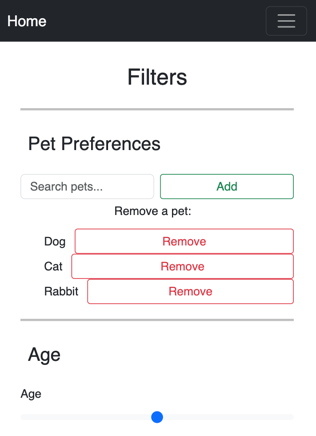 Home
Filters
Pet Preferences
Search pets... Add
Remove a pet:
Dog Remove
Cat Remove
Rabbit Remove
Age
Age